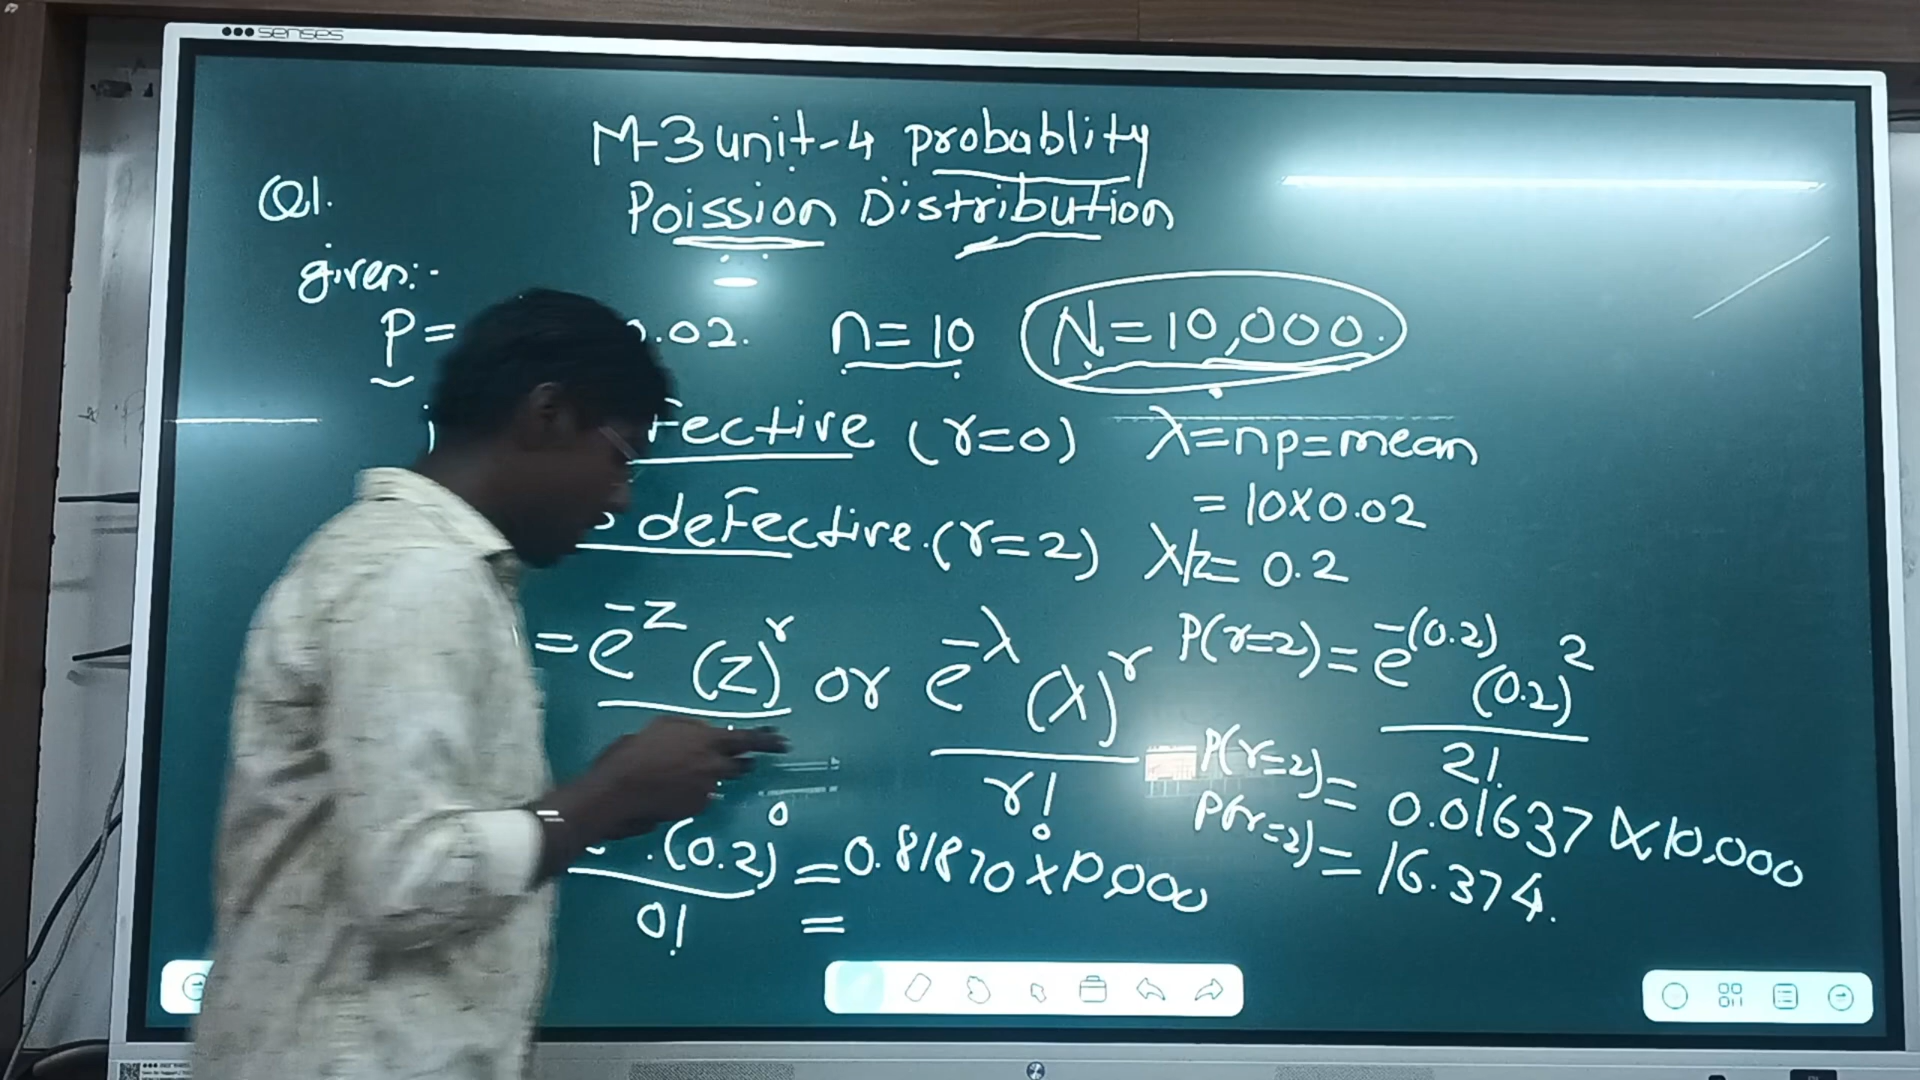 senses
M-3 unit-4 probablity
Poission Distribution
Q1.
given:-
P= 0.02. n=10 N=10,000.
fective (r=0) λ=np=mean
= 10×0.02
defective.(r=2) λ/z= 0.2
= e^-z (z)^r or e^-λ (λ)^r
r!
P(r=2)= e^-(0.2) (0.2)^2
2!
P(r=2)= 0.01637 × 10,000
P(r=2)= 16.374.
.(0.2)^0 =0.81870×10,000
0!
=